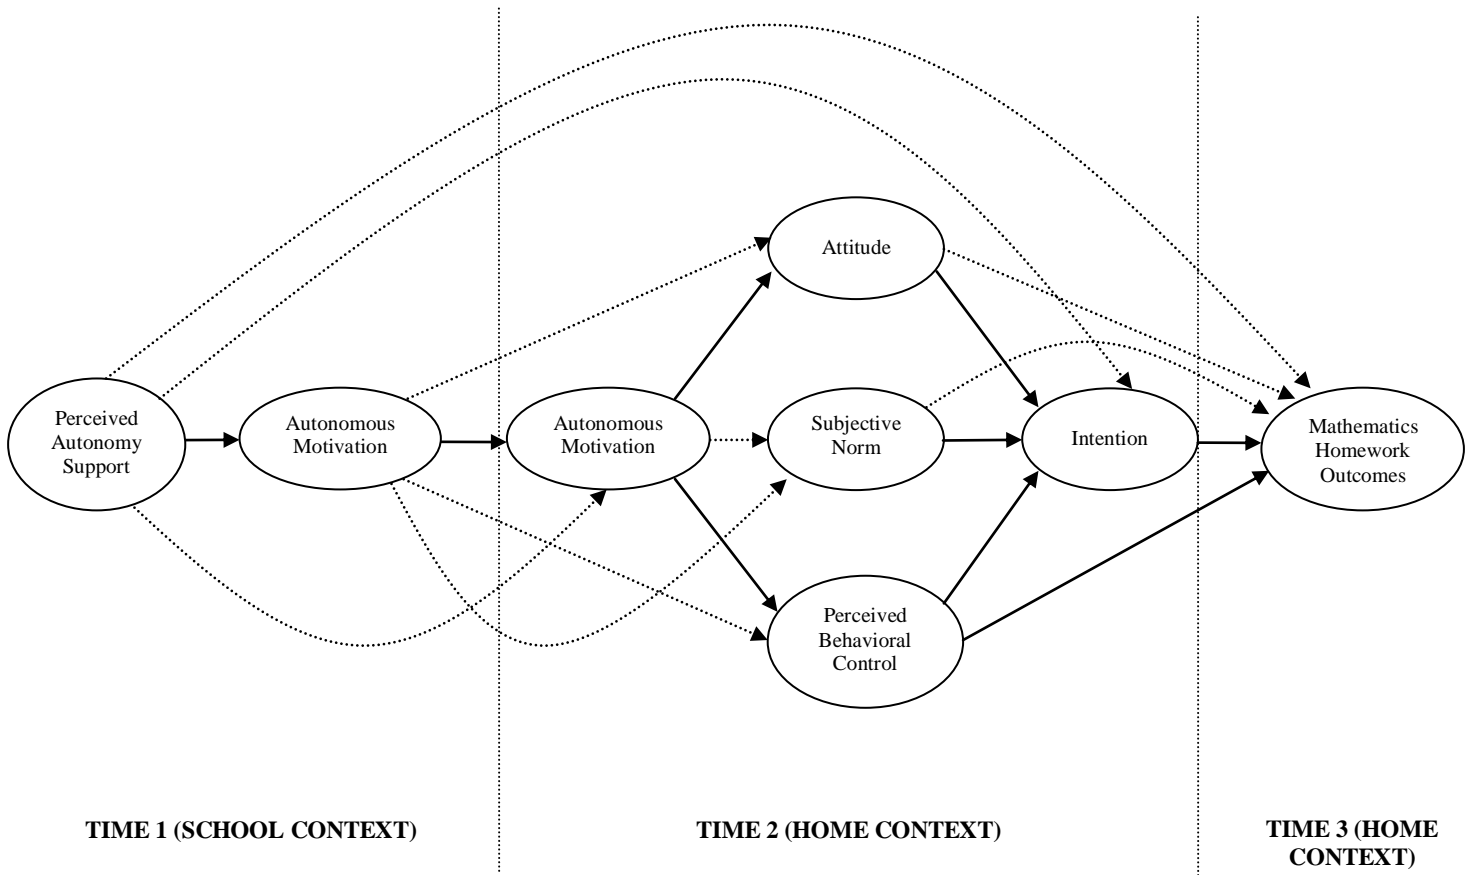 Attitude
Perceived
Autonomy
Support
Autonomous
Motivation
Autonomous
Motivation
Subjective
Norm
Intention
Mathematics
Homework
Outcomes
Perceived
Behavioral
Control
TIME 1 (SCHOOL CONTEXT)
TIME 2 (HOME CONTEXT)
TIME 3 (HOME
CONTEXT)